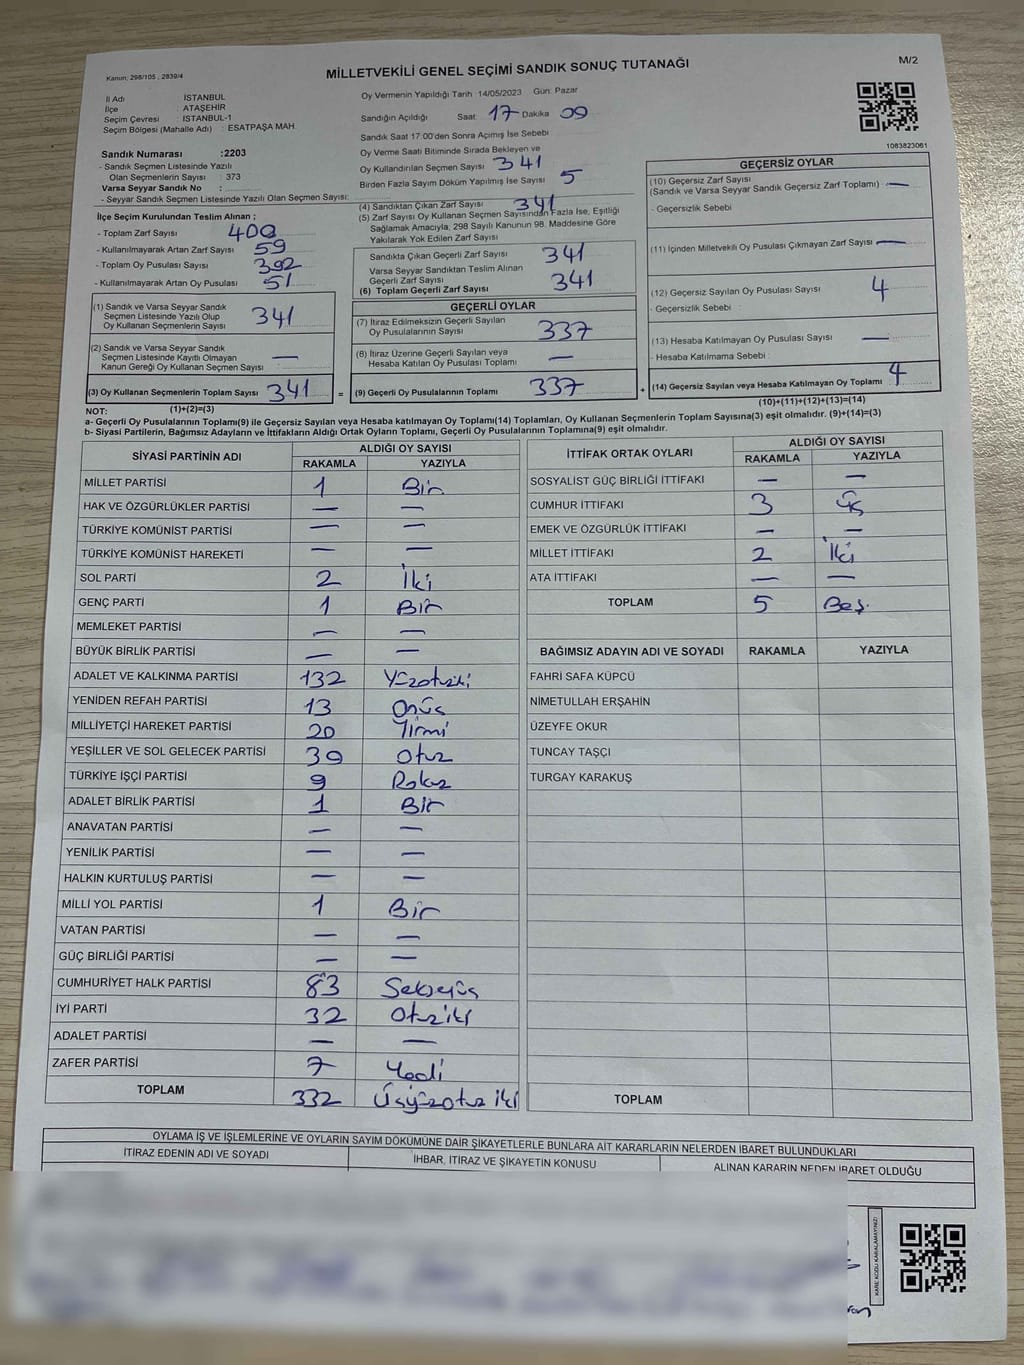 Kanun: 298/105 , 2839/4
MİLLETVEKİLİ GENEL SEÇİMİ SANDIK SONUÇ TUTANAĞI
M/2
İl Adı : İSTANBUL
İlçe : ATAŞEHİR
Seçim Çevresi : İSTANBUL-1
Seçim Bölgesi (Mahalle Adı) : ESATPAŞA MAH.
Sandık Numarası :2203
- Sandık Seçmen Listesinde Yazılı
Olan Seçmenlerin Sayısı : 373
Varsa Seyyar Sandık No :
- Seyyar Sandık Seçmen Listesinde Yazılı Olan Seçmen Sayısı:
İlçe Seçim Kurulundan Teslim Alınan ;
- Toplam Zarf Sayısı 400
- Kullanılmayarak Artan Zarf Sayısı 59
- Toplam Oy Pusulası Sayısı 392
- Kullanılmayarak Artan Oy Pusulası 51
(1) Sandık ve Varsa Seyyar Sandık
Seçmen Listesinde Yazılı Olup
Oy Kullanan Seçmenlerin Sayısı 341
(2) Sandık ve Varsa Seyyar Sandık
Seçmen Listesinde Kayıtlı Olmayan
Kanun Gereği Oy Kullanan Seçmen Sayısı —
(3) Oy Kullanan Seçmenlerin Toplam Sayısı 341
Oy Vermenin Yapıldığı Tarih :14/05/2023 Gün: Pazar
Sandığın Açıldığı Saat: 17 Dakika 09
Sandık Saat 17:00'den Sonra Açımış İse Sebebi :
Oy Verme Saati Bitiminde Sırada Bekleyen ve
Oy Kullandırılan Seçmen Sayısı : 341
Birden Fazla Sayım Döküm Yapılmış İse Sayısı : 5
(4) Sandıktan Çıkan Zarf Sayısı 341
(5) Zarf Sayısı Oy Kullanan Seçmen Sayısından Fazla İse, Eşitliği
Sağlamak Amacıyla, 298 Sayılı Kanunun 98. Maddesine Göre
Yakılarak Yok Edilen Zarf Sayısı
Sandıkta Çıkan Geçerli Zarf Sayısı 341
Varsa Seyyar Sandıktan Teslim Alınan
Geçerli Zarf Sayısı
(6) Toplam Geçerli Zarf Sayısı 341
GEÇERLİ OYLAR
(7) İtiraz Edilmeksizin Geçerli Sayılan
Oy Pusulalarının Sayısı 337
(8) İtiraz Üzerine Geçerli Sayılan veya
Hesaba Katılan Oy Pusulası Toplamı —
= (9) Geçerli Oy Pusulalarının Toplamı 337 +
1083823061
GEÇERSİZ OYLAR
(10) Geçersiz Zarf Sayısı
(Sandık ve Varsa Seyyar Sandık Geçersiz Zarf Toplamı) —
- Geçersizlik Sebebi
(11) İçinden Milletvekili Oy Pusulası Çıkmayan Zarf Sayısı —
(12) Geçersiz Sayılan Oy Pusulası Sayısı 4
- Geçersizlik Sebebi
(13) Hesaba Katılmayan Oy Pusulası Sayısı —
- Hesaba Katılmama Sebebi :
(14) Geçersiz Sayılan veya Hesaba Katılmayan Oy Toplamı 4
NOT: (1)+(2)=(3) (10)+(11)+(12)+(13)=(14)
a- Geçerli Oy Pusulalarının Toplamı(9) ile Geçersiz Sayılan veya Hesaba Katılmayan Oy Toplamı(14) Toplamları, Oy Kullanan Seçmenlerin Toplam Sayısına(3) eşit olmalıdır. (9)+(14)=(3)
b- Siyasi Partilerin, Bağımsız Adayların ve İttifakların Aldığı Ortak Oyların Toplamı, Geçerli Oy Pusulalarının Toplamına(9) eşit olmalıdır.
SİYASİ PARTİNİN ADI ALDIĞI OY SAYISI
RAKAMLA YAZIYLA
MİLLET PARTİSİ 1 Bir
HAK VE ÖZGÜRLÜKLER PARTİSİ — —
TÜRKİYE KOMÜNİST PARTİSİ — —
TÜRKİYE KOMÜNİST HAREKETİ — —
SOL PARTİ 2 İki
GENÇ PARTİ 1 Bir
MEMLEKET PARTİSİ — —
BÜYÜK BİRLİK PARTİSİ — —
ADALET VE KALKINMA PARTİSİ 132 Yüzotuziki
YENİDEN REFAH PARTİSİ 13 Onüç
MİLLİYETÇİ HAREKET PARTİSİ 20 Yirmi
YEŞİLLER VE SOL GELECEK PARTİSİ 39 Otuz
TÜRKİYE İŞÇİ PARTİSİ 9 Dokuz
ADALET BİRLİK PARTİSİ 1 Bir
ANAVATAN PARTİSİ — —
YENİLİK PARTİSİ — —
HALKIN KURTULUŞ PARTİSİ — —
MİLLİ YOL PARTİSİ 1 Bir
VATAN PARTİSİ — —
GÜÇ BİRLİĞİ PARTİSİ — —
CUMHURİYET HALK PARTİSİ 83 Seksenüç
İYİ PARTİ 32 Otuziki
ADALET PARTİSİ — —
ZAFER PARTİSİ 7 Yedi
TOPLAM 332 Üçyüzotuz iki
İTTİFAK ORTAK OYLARI ALDIĞI OY SAYISI
RAKAMLA YAZIYLA
SOSYALIST GÜÇ BİRLİĞİ İTTİFAKI — —
CUMHUR İTTİFAKI 3 Üç
EMEK VE ÖZGÜRLÜK İTTİFAKI — —
MİLLET İTTİFAKI 2 İki
ATA İTTİFAKI — —
TOPLAM 5 Beş.
BAĞIMSIZ ADAYIN ADI VE SOYADI RAKAMLA YAZIYLA
FAHRİ SAFA KÜPCÜ
NİMETULLAH ERŞAHİN
ÜZEYFE OKUR
TUNCAY TAŞÇI
TURGAY KARAKUŞ
TOPLAM
OYLAMA İŞ VE İŞLEMLERİNE VE OYLARIN SAYIM DÖKÜMÜNE DAİR ŞİKAYETLERLE BUNLARA AİT KARARLARIN NELERDEN İBARET BULUNDUKLARI
İTİRAZ EDENİN ADI VE SOYADI İHBAR, İTİRAZ VE ŞİKAYETİN KONUSU ALINAN KARARIN NEDEN İBARET OLDUĞU
KARE KODU KARALAMAYINIZ!